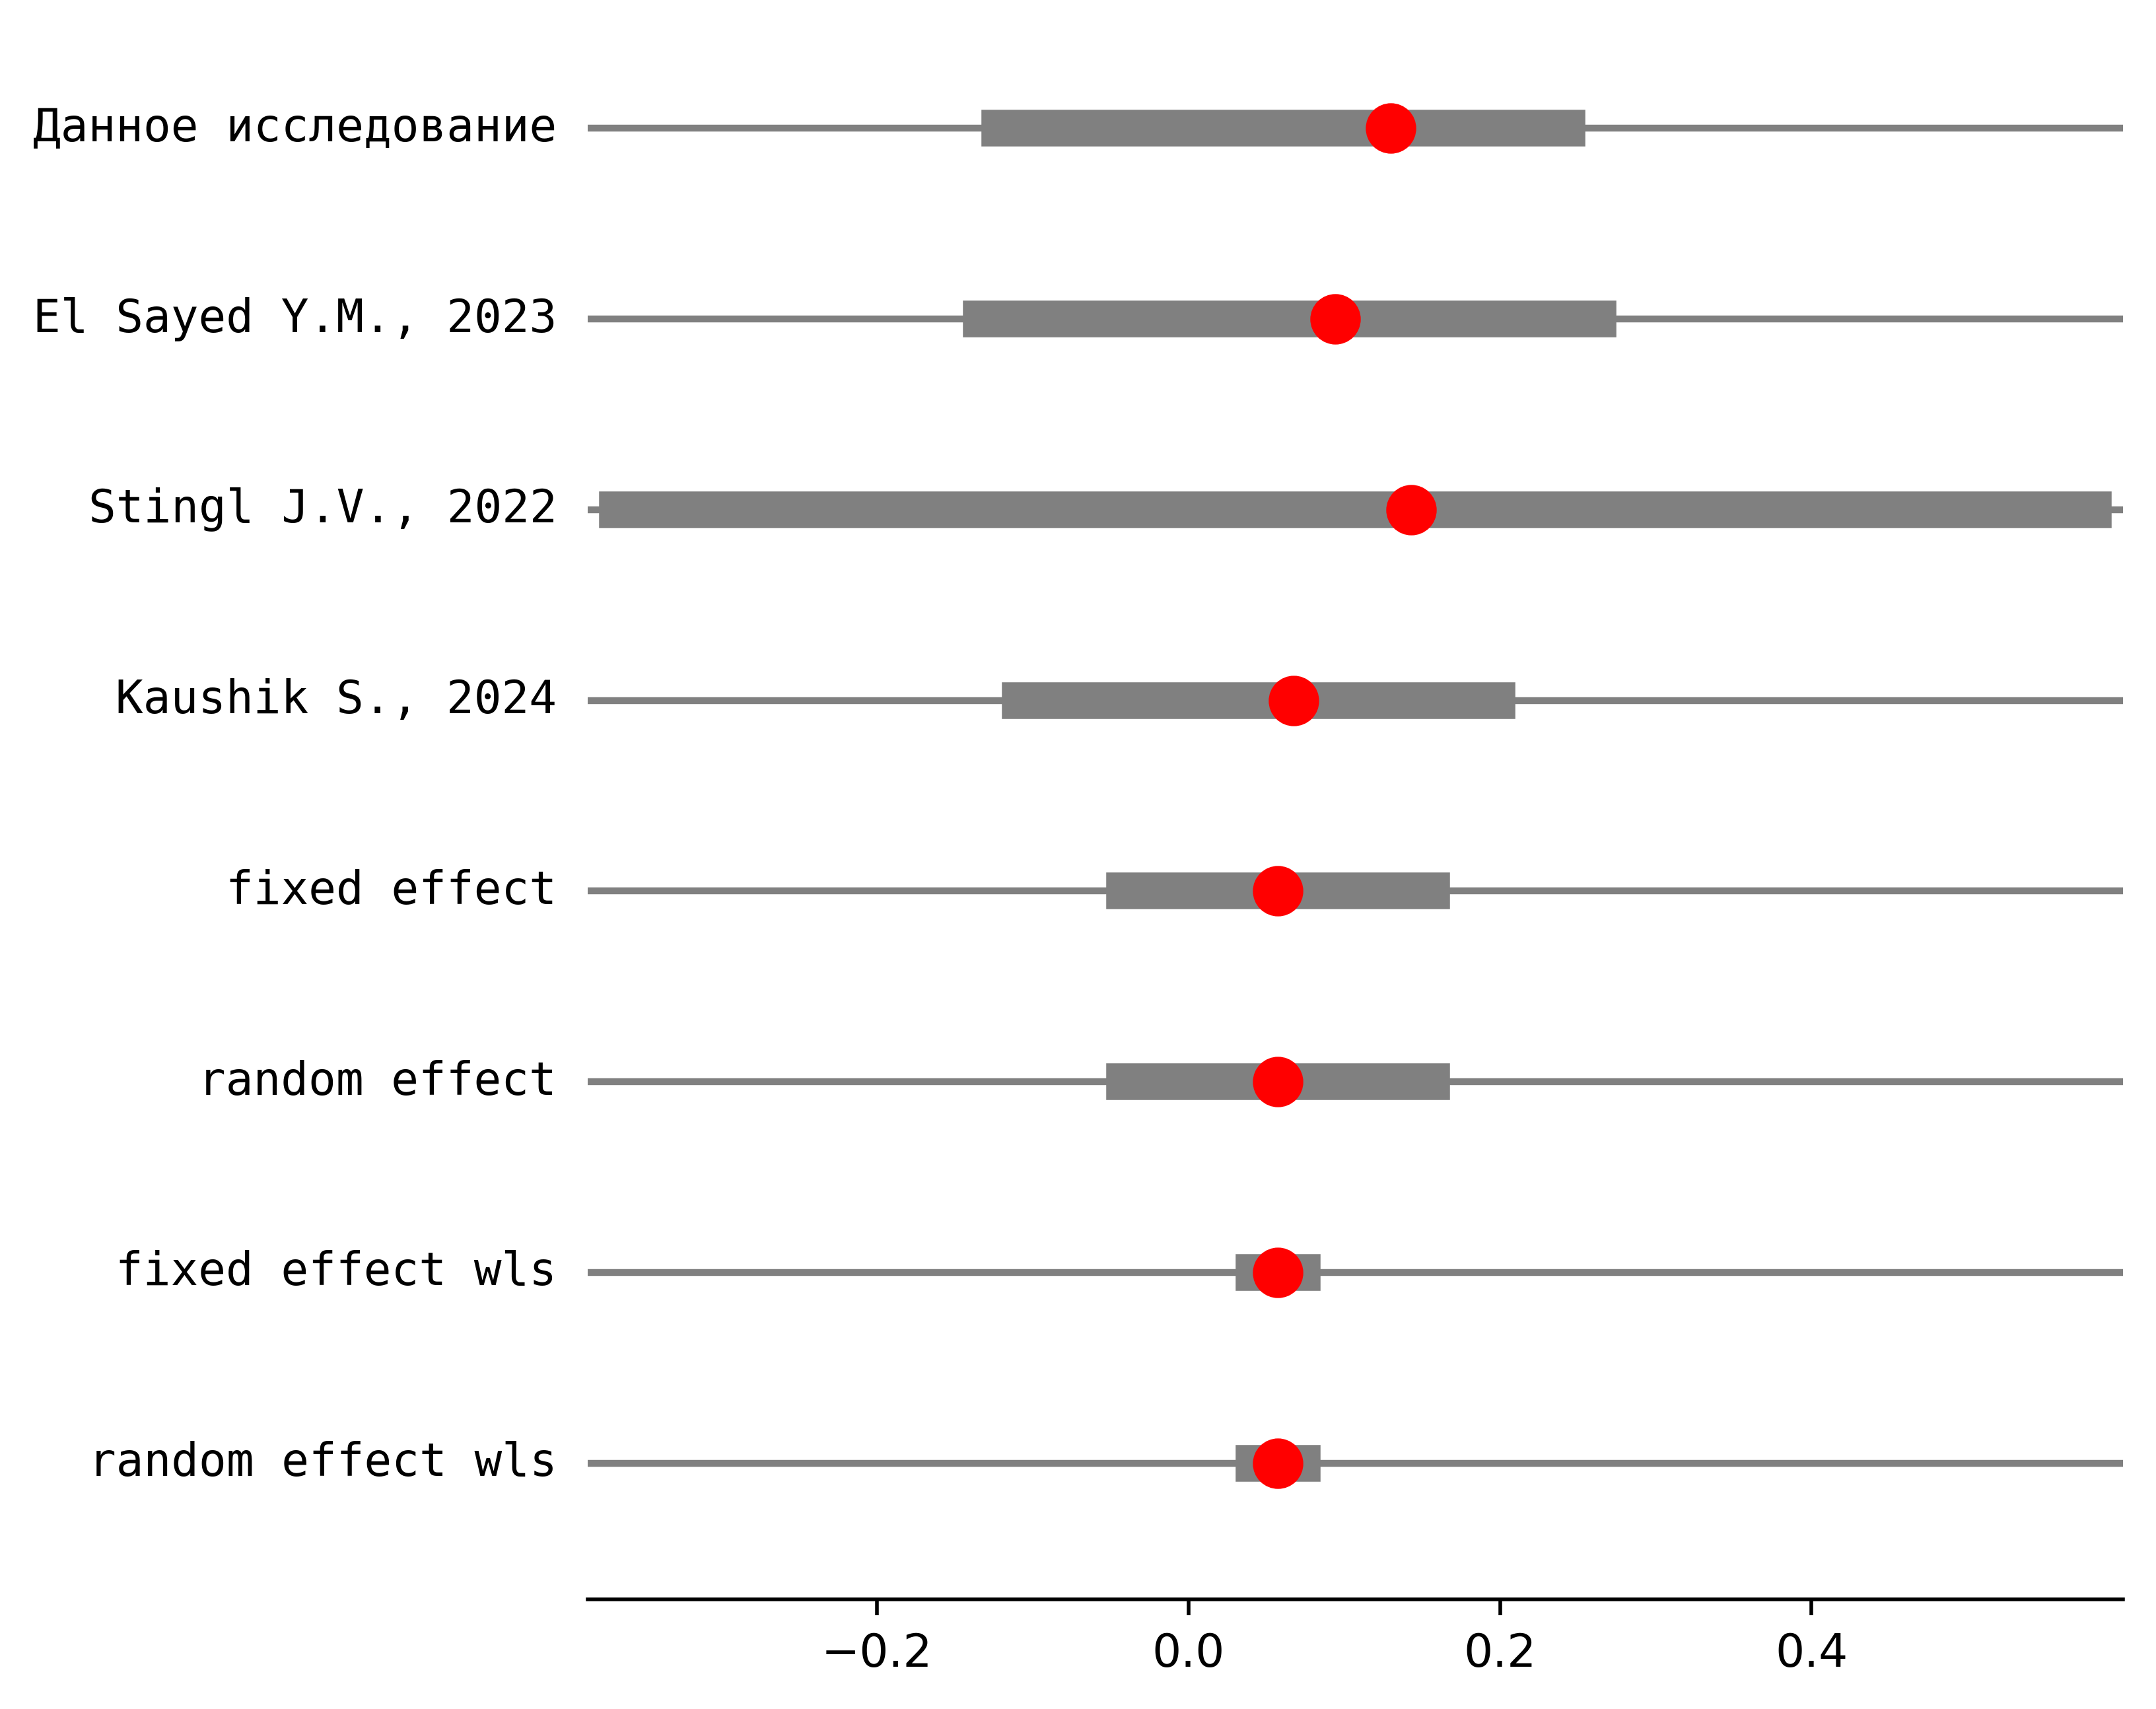 Данное исследование
El Sayed Y.M., 2023
Stingl J.V., 2022
Kaushik S., 2024
fixed effect
random effect
fixed effect wls
random effect wls
−0.2 0.0 0.2 0.4